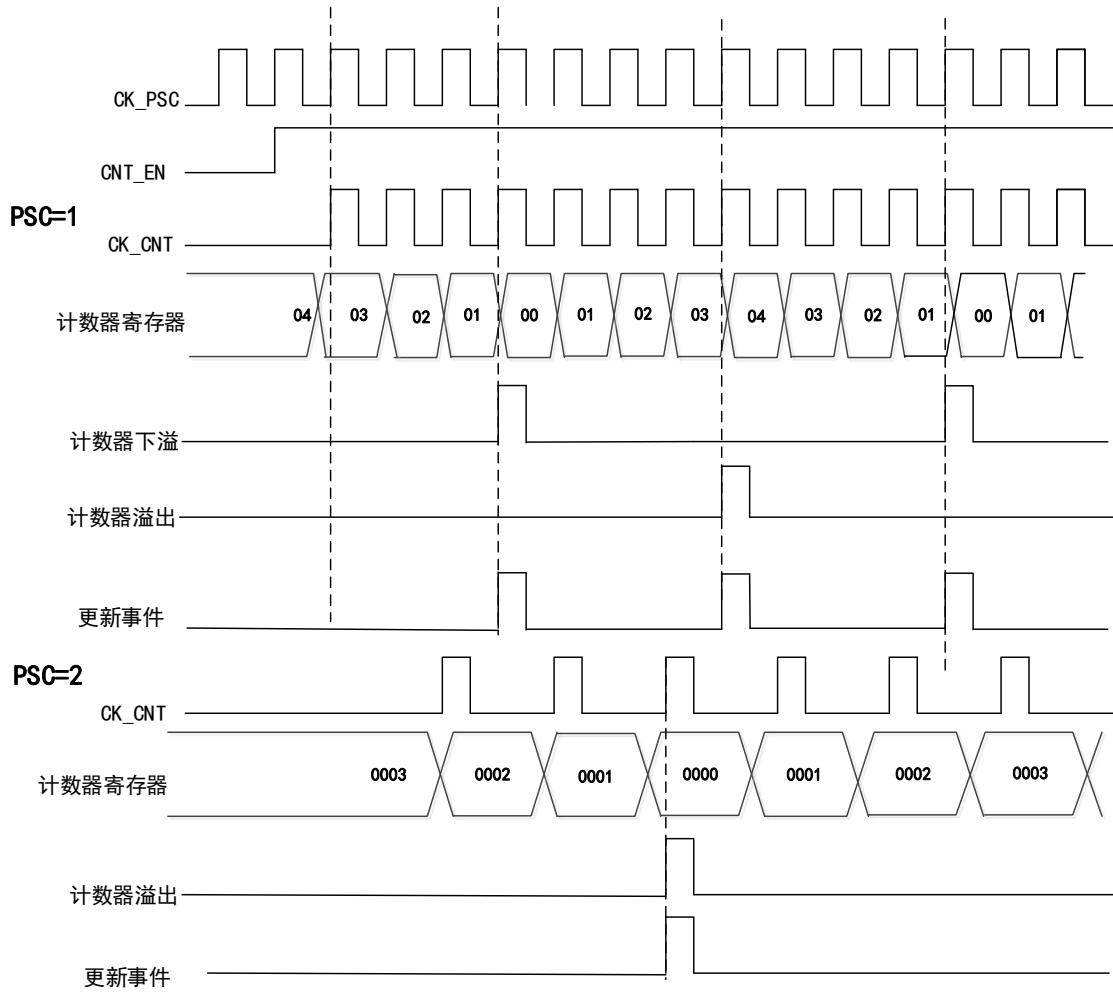 CK_PSC
CNT_EN
PSC=1
CK_CNT
计数器寄存器 04 03 02 01 00 01 02 03 04 03 02 01 00 01
计数器下溢
计数器溢出
更新事件
PSC=2
CK_CNT
计数器寄存器 0003 0002 0001 0000 0001 0002 0003
计数器溢出
更新事件